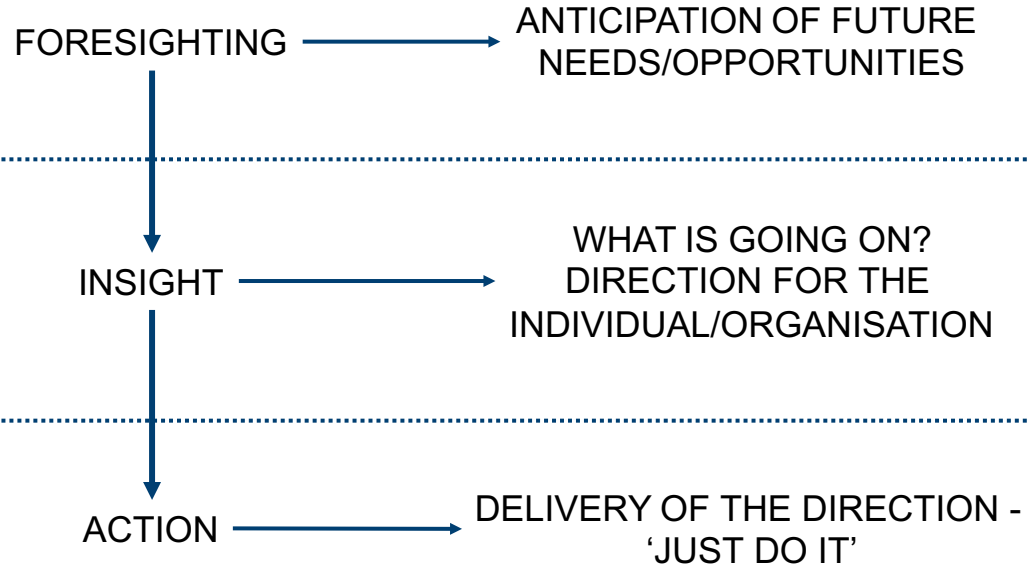 FORESIGHTING
ANTICIPATION OF FUTURE
NEEDS/OPPORTUNITIES
INSIGHT
WHAT IS GOING ON?
DIRECTION FOR THE
INDIVIDUAL/ORGANISATION
ACTION
DELIVERY OF THE DIRECTION -
‘JUST DO IT’